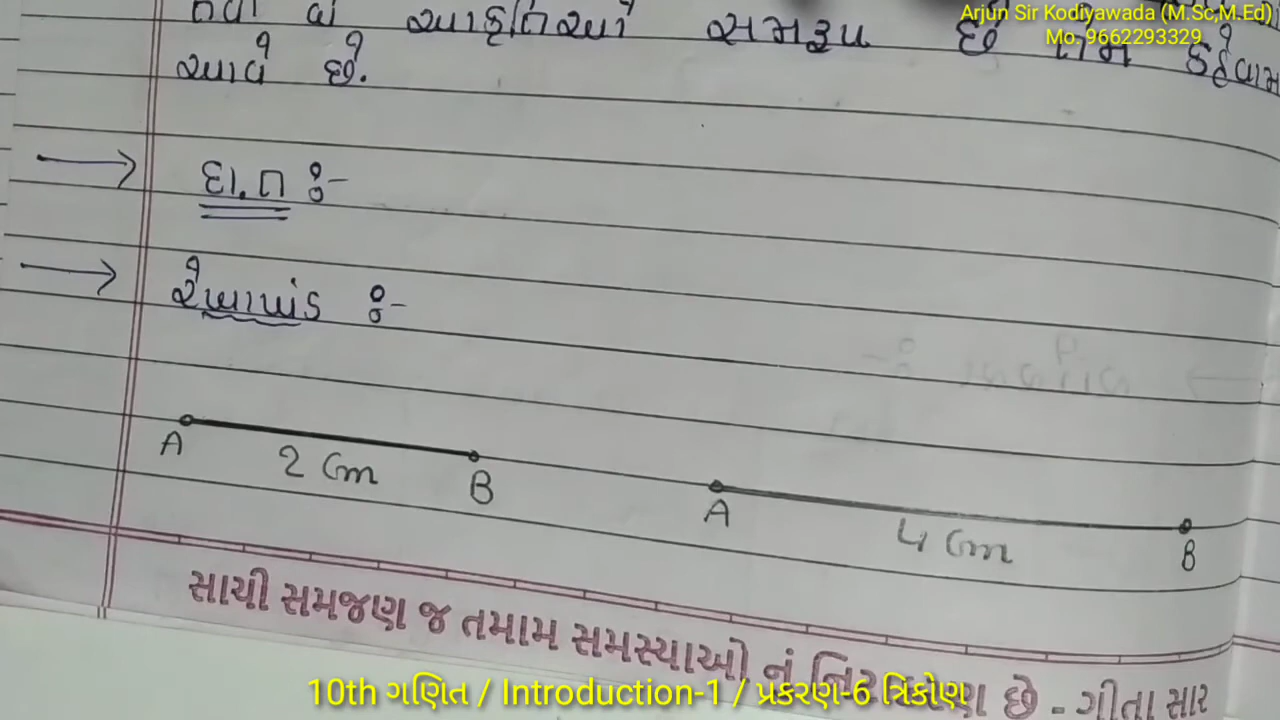 Arjun Sir Kodiyawada (M.Sc,M.Ed)
Mo. 9662293329
આકૃતિઓ સમરૂપ છે તેમ
આવે છે.
દા.ત :-
રેખાખંડ :-
A 2 cm B
A 4 cm B
સાચી સમજણ જ તમામ સમસ્યાઓ નું નિરાકરણ છે - ગીતા સાર
10th ગણિત / Introduction-1 / પ્રકરણ-6 ત્રિકોણ